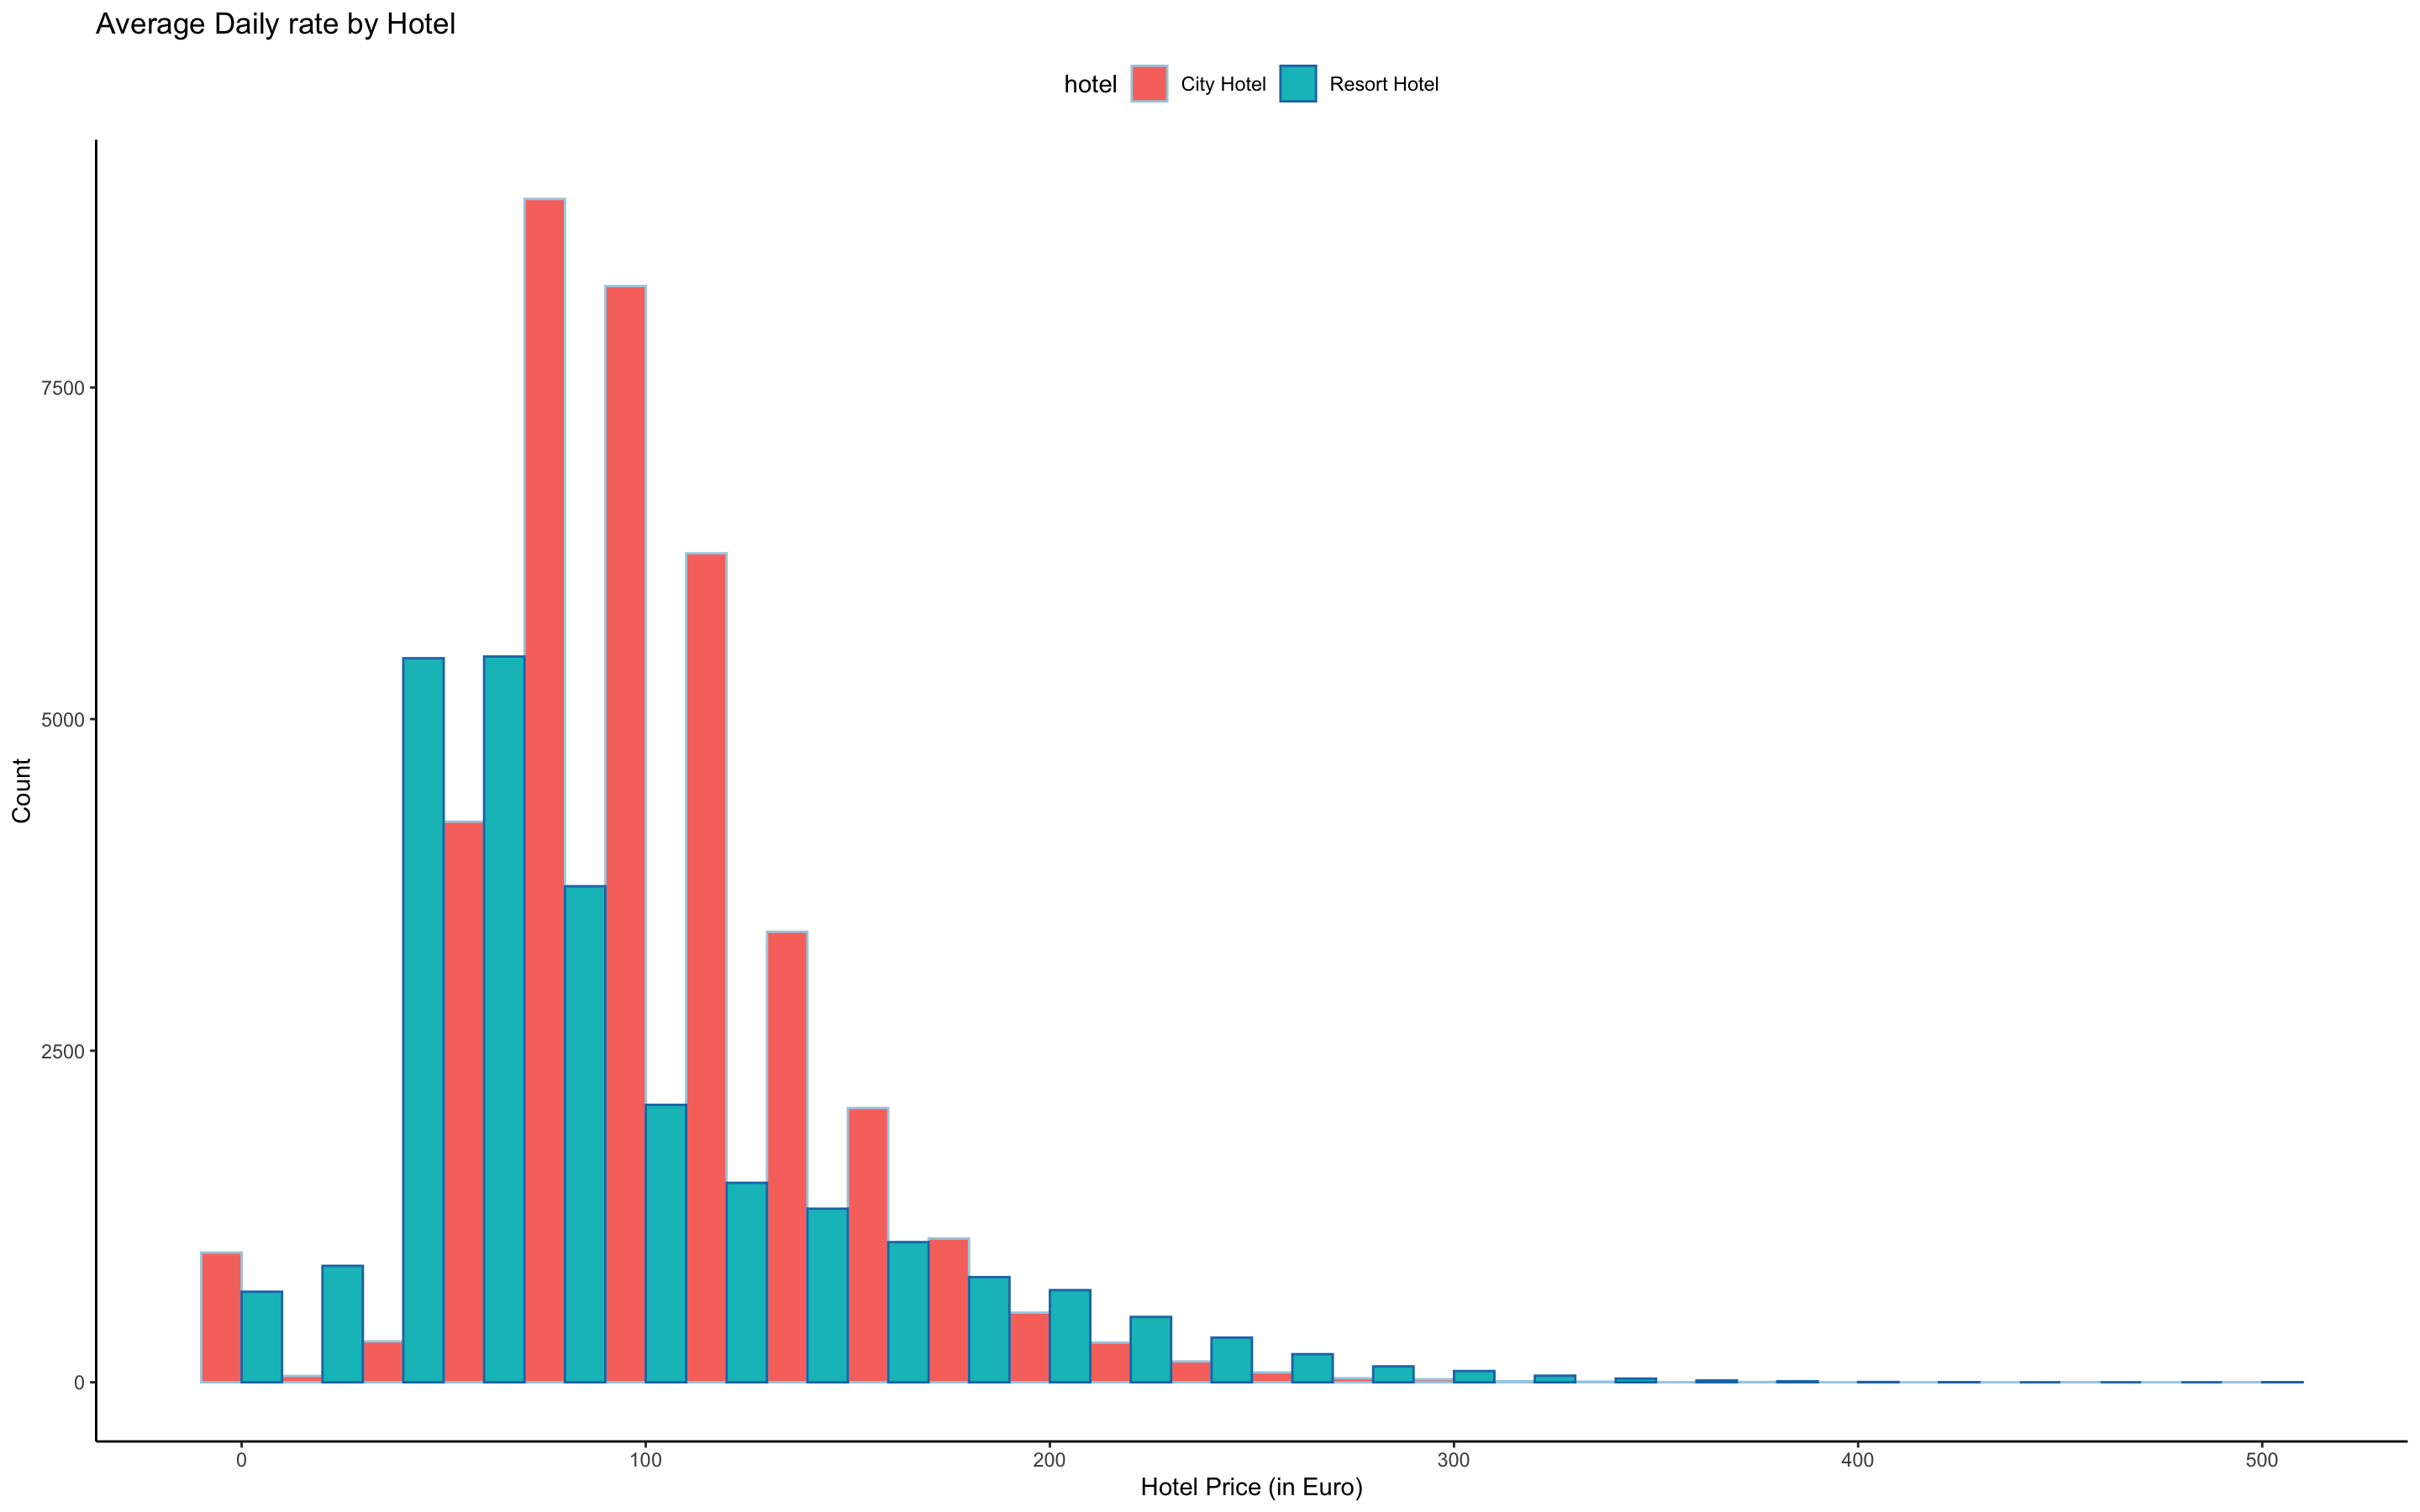 Average Daily rate by Hotel
hotel City Hotel Resort Hotel
7500
5000
2500
0
Count
0 100 200 300 400 500
Hotel Price (in Euro)